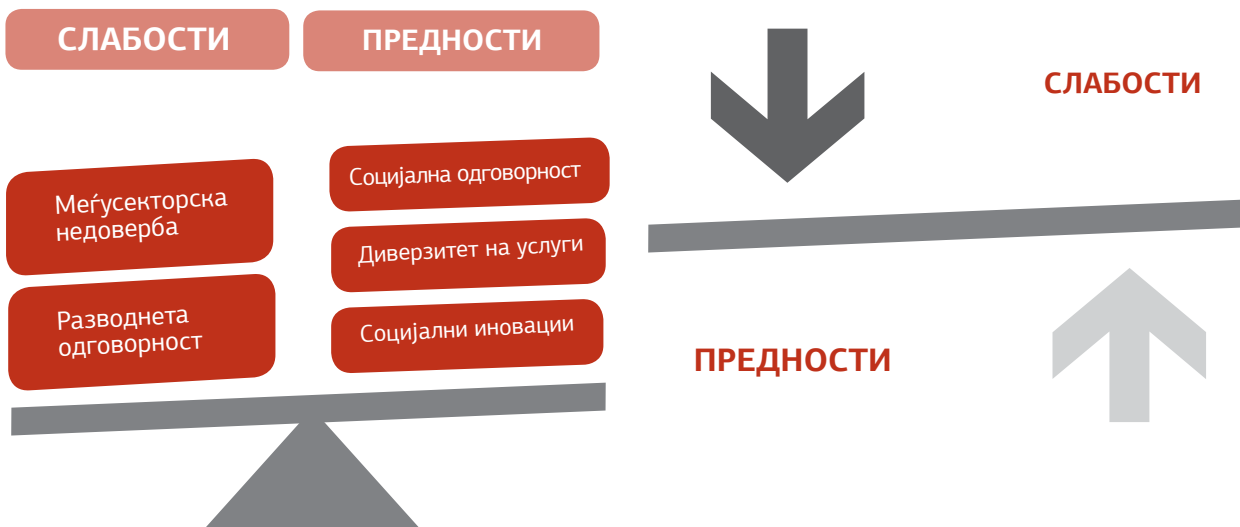 СЛАБОСТИ
ПРЕДНОСТИ
Меѓусекторска
недоверба
Разводнета
одговорност
Социјална одговорност
Диверзитет на услуги
Социјални иновации
СЛАБОСТИ
ПРЕДНОСТИ